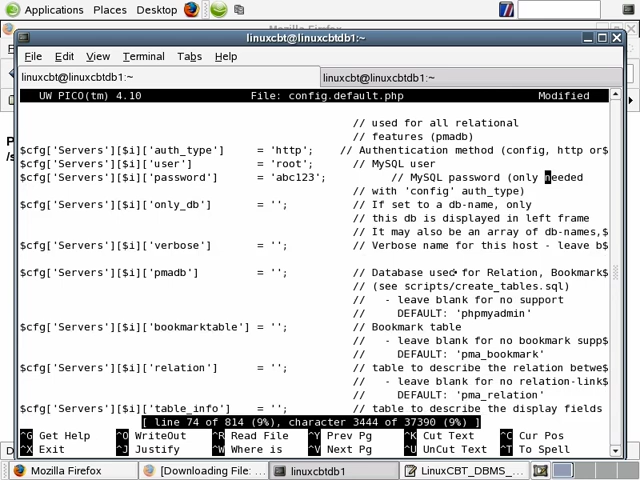 Applications Places Desktop
Mozilla Firefox
linuxcbt@linuxcbtdb1:~
File Edit View Terminal Tabs Help
linuxcbt@linuxcbtdb1:~ linuxcbt@linuxcbtdb1:~
UW PICO(tm) 4.10 File: config.default.php Modified
// used for all relational
// features (pmadb)
$cfg['Servers'][$i]['auth_type'] = 'http'; // Authentication method (config, http or$
$cfg['Servers'][$i]['user'] = 'root'; // MySQL user
$cfg['Servers'][$i]['password'] = 'abc123'; // MySQL password (only needed
// with 'config' auth_type)
$cfg['Servers'][$i]['only_db'] = ''; // If set to a db-name, only
// this db is displayed in left frame
// It may also be an array of db-names,$
$cfg['Servers'][$i]['verbose'] = ''; // Verbose name for this host - leave b$
$cfg['Servers'][$i]['pmadb'] = ''; // Database used for Relation, Bookmark$
// (see scripts/create_tables.sql)
// - leave blank for no support
// DEFAULT: 'phpmyadmin'
$cfg['Servers'][$i]['bookmarktable'] = ''; // Bookmark table
// - leave blank for no bookmark supp$
// DEFAULT: 'pma_bookmark'
$cfg['Servers'][$i]['relation'] = ''; // table to describe the relation betwe$
// - leave blank for no relation-link$
// DEFAULT: 'pma_relation'
$cfg['Servers'][$i]['table_info'] = ''; // table to describe the display fields
[ line 74 of 814 (9%), character 3444 of 37390 (9%) ]
^G Get Help ^O WriteOut ^R Read File ^Y Prev Pg ^K Cut Text ^C Cur Pos
^X Exit ^J Justify ^W Where is ^V Next Pg ^U UnCut Text ^T To Spell
Mozilla Firefox [Downloading File: ... linuxcbtdb1 LinuxCBT_DBMS_...